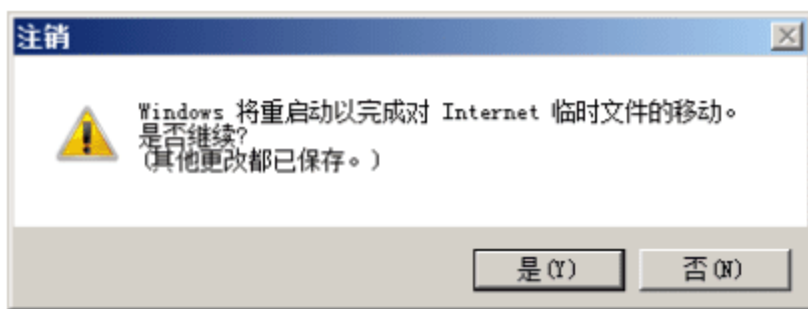 注销
Windows 将重启动以完成对 Internet 临时文件的移动。
是否继续?
(其他更改都已保存。)
是(Y)
否(N)